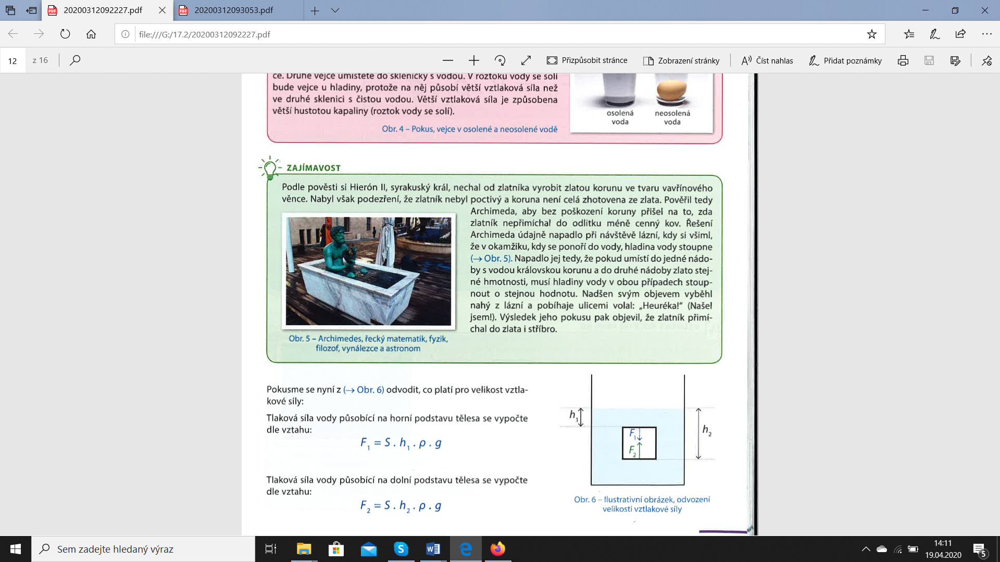 20200312092227.pdf
20200312093053.pdf
file:///G:/17.2/20200312092227.pdf
12
z 16
Přizpůsobit stránce
Zobrazení stránky
Číst nahlas
Přidat poznámky
ce. Druhé vejce umístěte do skleničky s vodou. V roztoku vody se solí
bude vejce u hladiny, protože na něj působí větší vztlaková síla než
ve druhé sklenici s čistou vodou. Větší vztlaková síla je způsobena
větší hustotou kapaliny (roztok vody se solí).
Obr. 4 – Pokus, vejce v osolené a neosolené vodě
osolená
voda
neosolená
voda
ZAJÍMAVOST
Podle pověsti si Hierón II, syrakuský král, nechal od zlatníka vyrobit zlatou korunu ve tvaru vavřínového
věnce. Nabyl však podezření, že zlatník nebyl poctivý a koruna není celá zhotovena ze zlata. Pověřil tedy
Archimeda, aby bez poškození koruny přišel na to, zda
zlatník nepřimíchal do odlitku méně cenný kov. Řešení
Archimeda údajně napadlo při návštěvě lázní, kdy si všiml,
že v okamžiku, kdy se ponoří do vody, hladina vody stoupne
(→ Obr. 5). Napadlo jej tedy, že pokud umístí do jedné nádo-
by s vodou královskou korunu a do druhé nádoby zlato stej-
né hmotnosti, musí hladiny vody v obou případech stoup-
nout o stejnou hodnotu. Nadšen svým objevem vyběhl
nahý z lázní a pobíhaje ulicemi volal: „Heuréka!“ (Našel
jsem!). Výsledek jeho pokusu pak objevil, že zlatník přimí-
chal do zlata i stříbro.
Obr. 5 – Archimedes, řecký matematik, fyzik,
filozof, vynálezce a astronom
Pokusme se nyní z (→ Obr. 6) odvodit, co platí pro velikost vztla-
kové síly:
Tlaková síla vody působící na horní podstavu tělesa se vypočte
dle vztahu:
F₁ = S . h₁ . ρ . g
Tlaková síla vody působící na dolní podstavu tělesa se vypočte
dle vztahu:
F₂ = S . h₂ . ρ . g
h₁
F₁
F₂
h₂
Obr. 6 – Ilustrativní obrázek, odvození
velikosti vztlakové síly
Sem zadejte hledaný výraz
14:11
19.04.2020
5